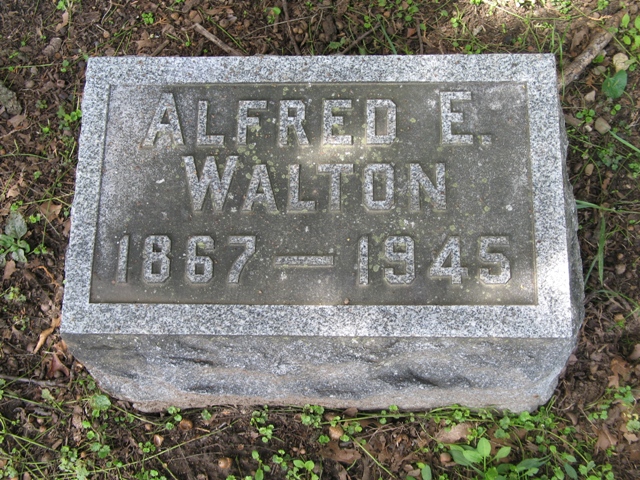 ALFRED E.
WALTON
1867 — 1945